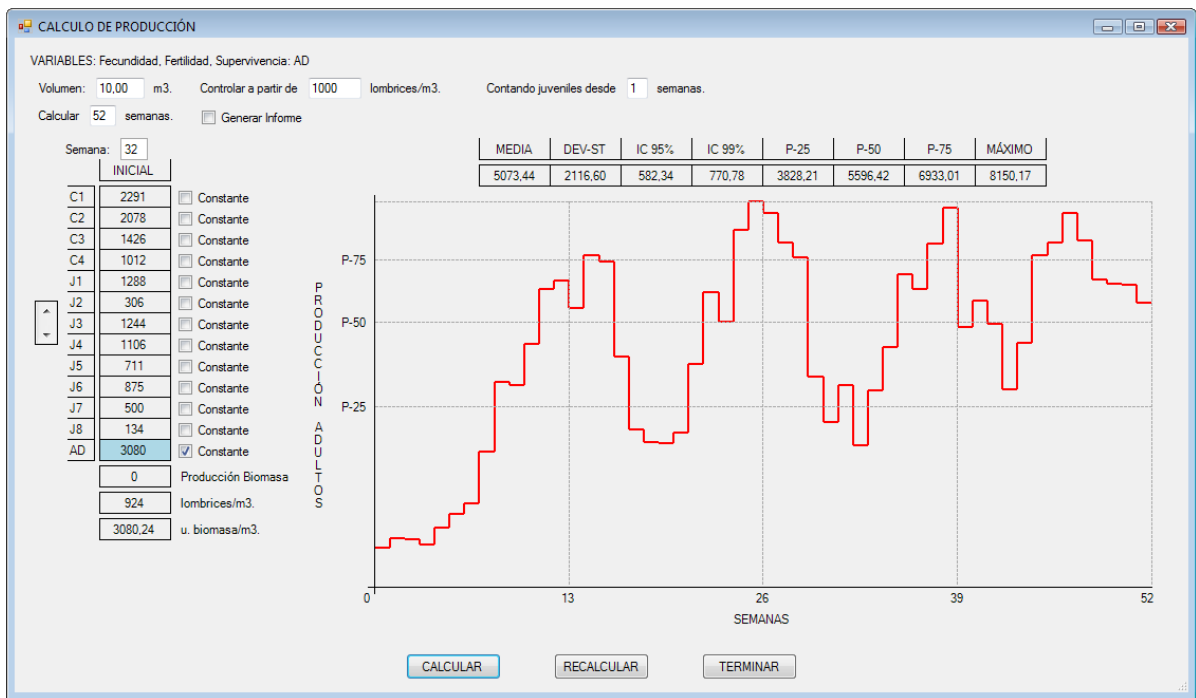 CALCULO DE PRODUCCIÓN
VARIABLES: Fecundidad, Fertilidad, Supervivencia: AD
Volumen: 10,00 m3. Controlar a partir de 1000 lombrices/m3. Contando juveniles desde 1 semanas.
Calcular 52 semanas. Generar Informe
Semana: 32
INICIAL
MEDIA DEV-ST IC 95% IC 99% P-25 P-50 P-75 MÁXIMO
5073,44 2116,60 582,34 770,78 3828,21 5596,42 6933,01 8150,17
C1 2291 Constante
C2 2078 Constante
C3 1426 Constante
C4 1012 Constante
J1 1288 Constante
J2 306 Constante
J3 1244 Constante
J4 1106 Constante
J5 711 Constante
J6 875 Constante
J7 500 Constante
J8 134 Constante
AD 3080 Constante
0 Producción Biomasa
924 lombrices/m3.
3080,24 u. biomasa/m3.
PRODUCCIÓN ADULTOS
P-75
P-50
P-25
0 13 26 39 52
SEMANAS
CALCULAR RECALCULAR TERMINAR